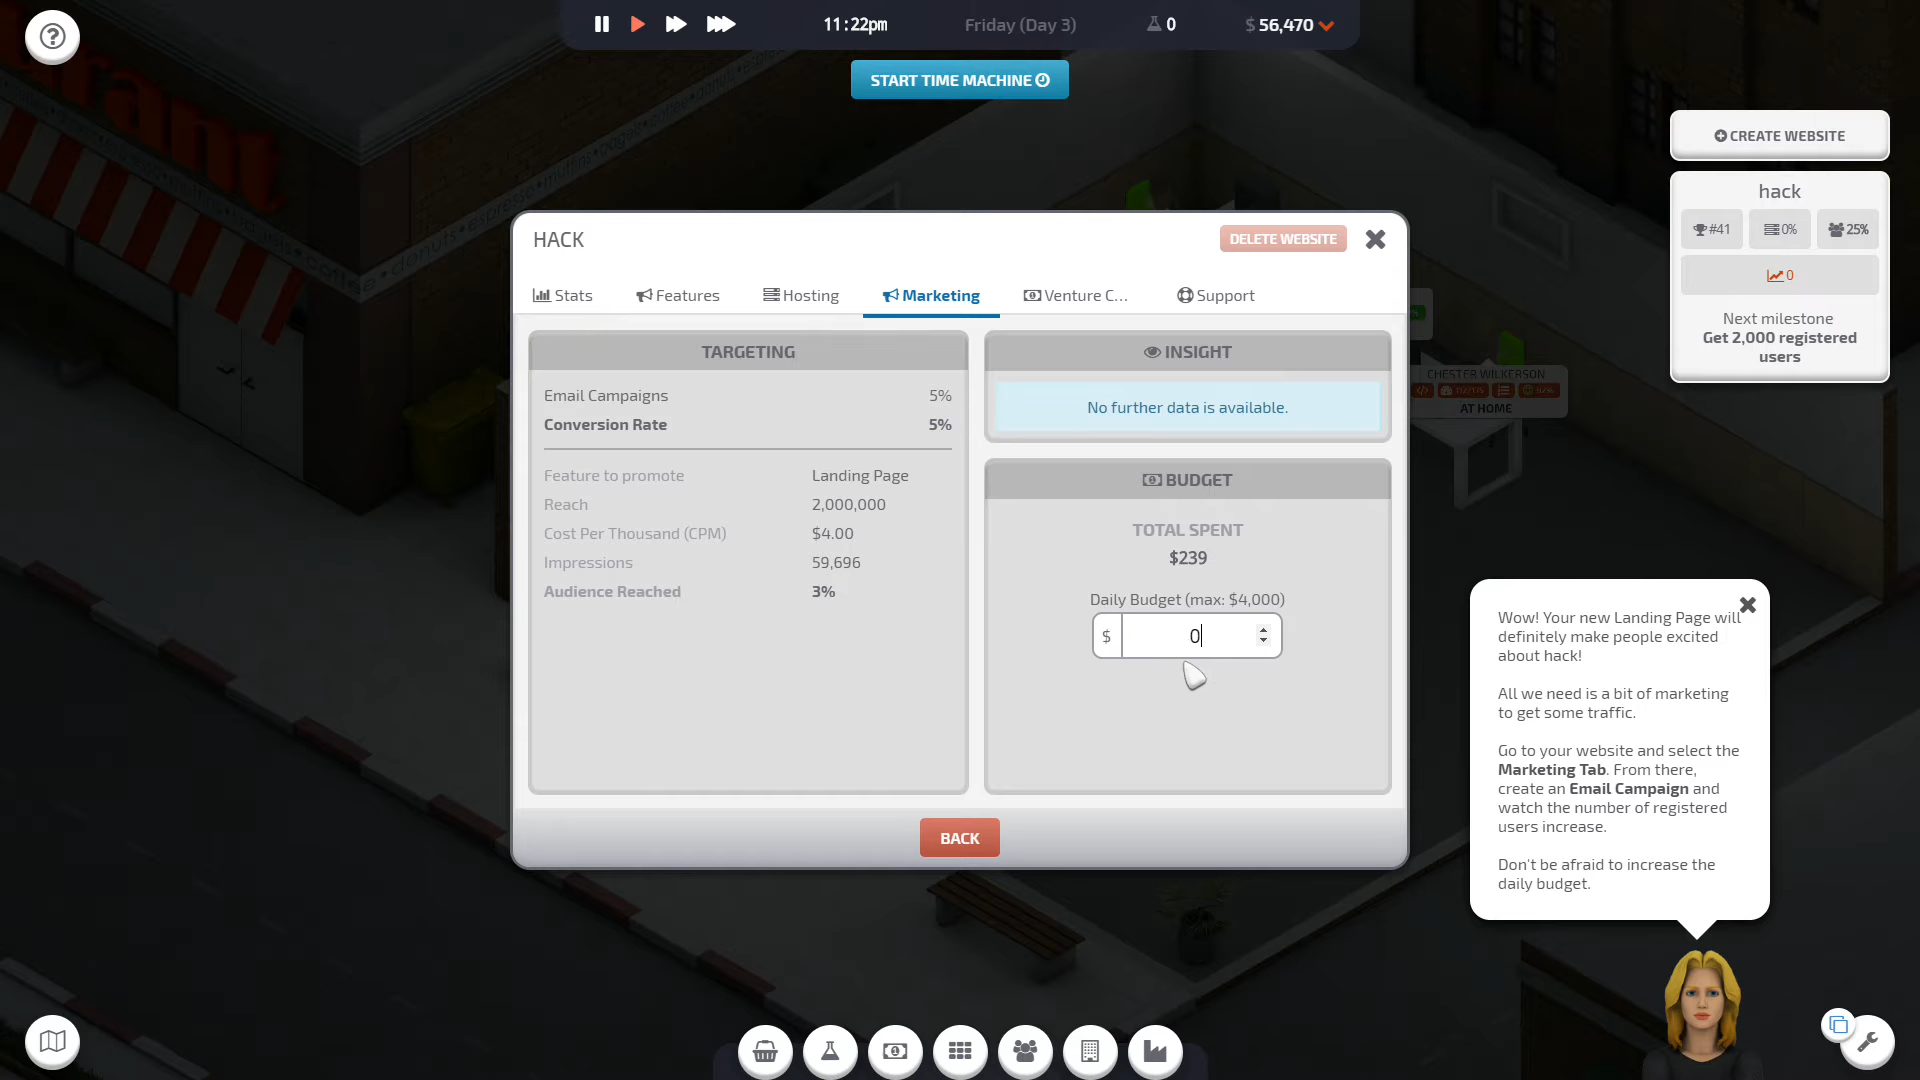 11:22pm
Friday (Day 3)
0
$ 56,470
START TIME MACHINE
CREATE WEBSITE
hack
#41
0%
25%
0
Next milestone
Get 2,000 registered
users
HACK
DELETE WEBSITE
Stats
Features
Hosting
Marketing
Venture C...
Support
TARGETING
Email Campaigns 5%
Conversion Rate 5%
Feature to promote Landing Page
Reach 2,000,000
Cost Per Thousand (CPM) $4.00
Impressions 59,696
Audience Reached 3%
INSIGHT
No further data is available.
BUDGET
TOTAL SPENT
$239
Daily Budget (max: $4,000)
$ 0
BACK
CHESTER WILKERSON
AT HOME
Wow! Your new Landing Page will
definitely make people excited
about hack!
All we need is a bit of marketing
to get some traffic.
Go to your website and select the
Marketing Tab. From there,
create an Email Campaign and
watch the number of registered
users increase.
Don't be afraid to increase the
daily budget.